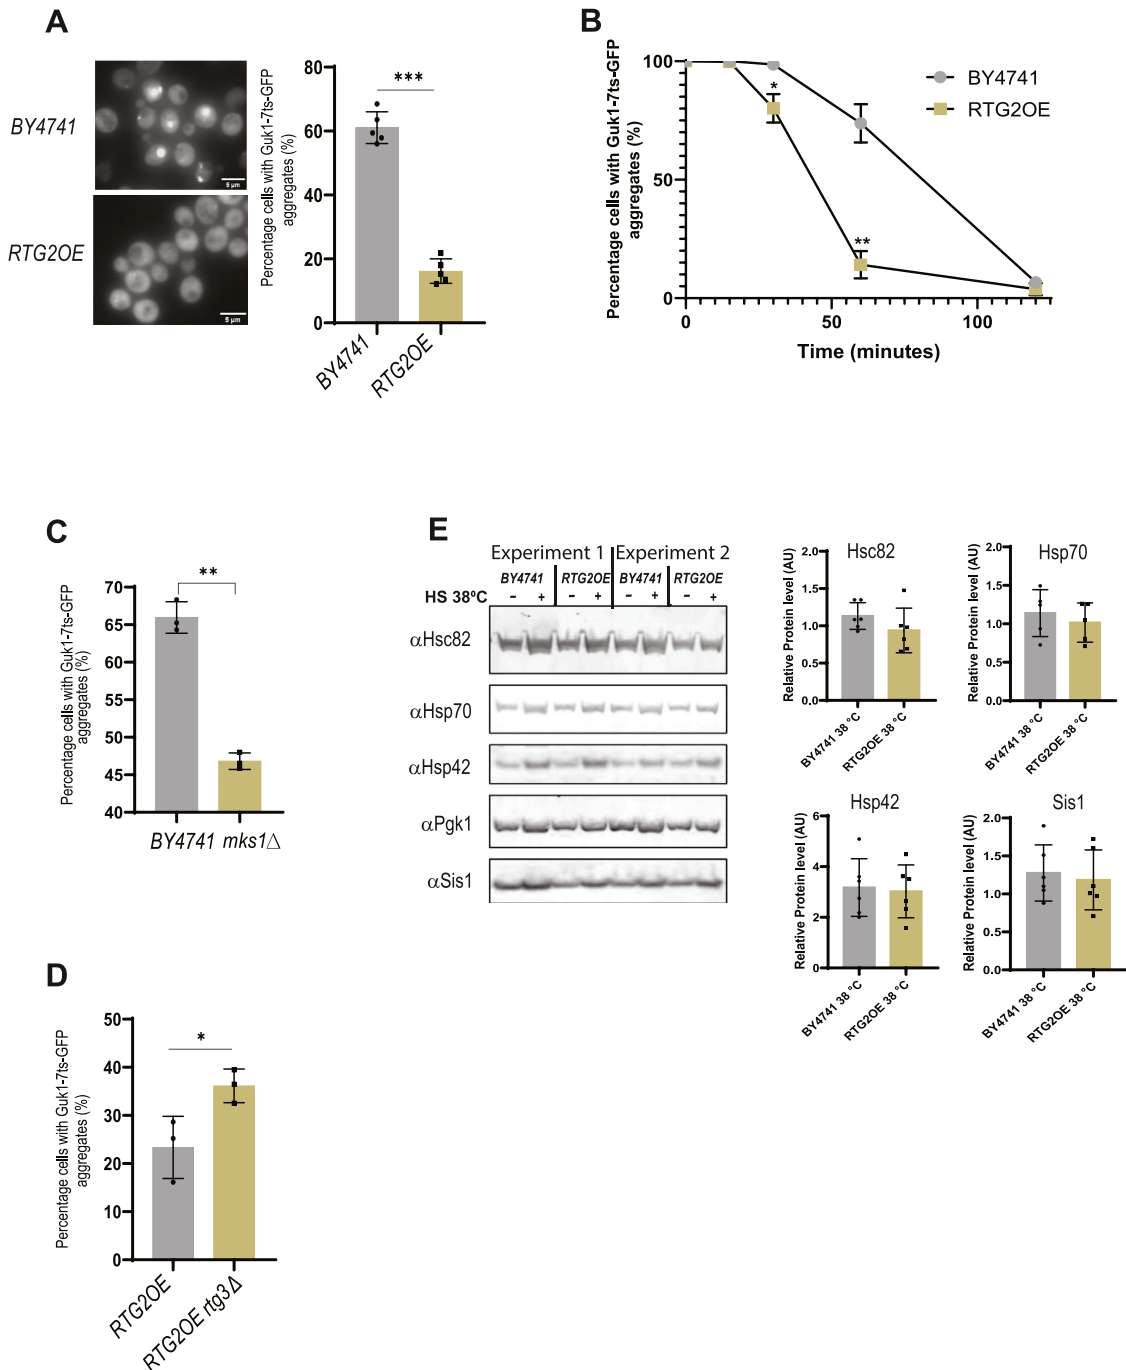 A
BY4741
5 µm
RTG2OE
5 µm
Percentage cells with Guk1-7ts-GFP
aggregates (%)
80
60
40
20
0
***
BY4741
RTG2OE
B
Percentage cells with Guk1-7ts-GFP
aggregates (%)
100
50
0
*
**
BY4741
RTG2OE
0
50
100
Time (minutes)
C
Percentage cells with Guk1-7ts-GFP
aggregates (%)
70
65
60
55
50
45
40
**
BY4741 mks1Δ
D
Percentage cells with Guk1-7ts-GFP
aggregates (%)
50
40
30
20
10
0
*
RTG2OE
RTG2OE rtg3Δ
E
Experiment 1 Experiment 2
BY4741 RTG2OE BY4741 RTG2OE
HS 38ºC – + – + – + – +
αHsc82
αHsp70
αHsp42
αPgk1
αSis1
Hsc82
Relative Protein level (AU)
2.0
1.5
1.0
0.5
0.0
BY4741 38 °C
RTG2OE 38 °C
Hsp70
Relative Protein level (AU)
2.0
1.5
1.0
0.5
0.0
BY4741 38 °C
RTG2OE 38 °C
Hsp42
Relative Protein level (AU)
6
4
2
0
BY4741 38 °C
RTG2OE 38 °C
Sis1
Relative Protein level (AU)
2.0
1.5
1.0
0.5
0.0
BY4741 38 °C
RTG2OE 38 °C